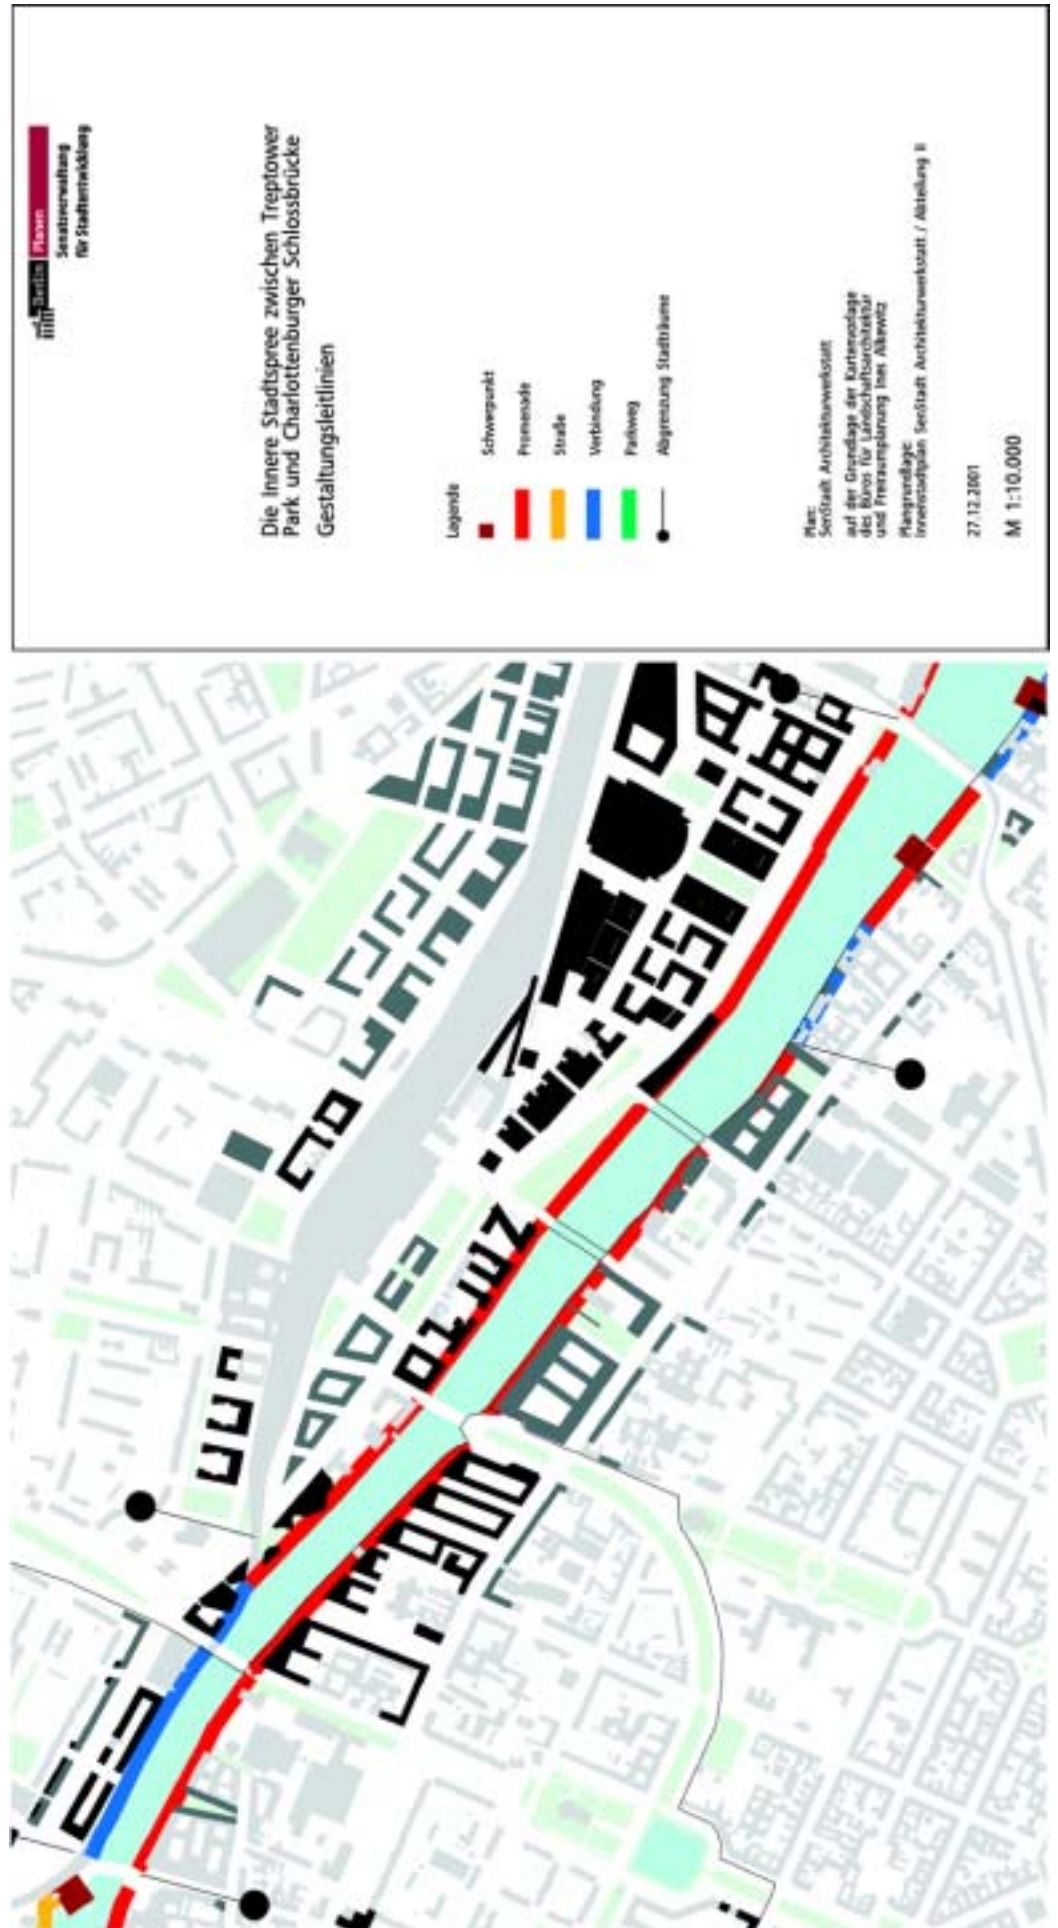 Berlin Planen
Senatsverwaltung
für Stadtentwicklung
Die Innere Stadtspree zwischen Treptower
Park und Charlottenburger Schlossbrücke
Gestaltungsleitlinien
Legende
Schwerpunkt
Promenade
Straße
Verbindung
Parkweg
Abgrenzung Stadträume
Plan:
SenStadt Architekturwerkstatt
auf der Grundlage der Kartenvorlage
des Büros für Landschaftsarchitektur
und Freiraumplanung Ines Alkewitz
Plangrundlage:
Innenstadtplan SenStadt Architekturwerkstatt / Abteilung II
27.12.2001
M 1:10.000